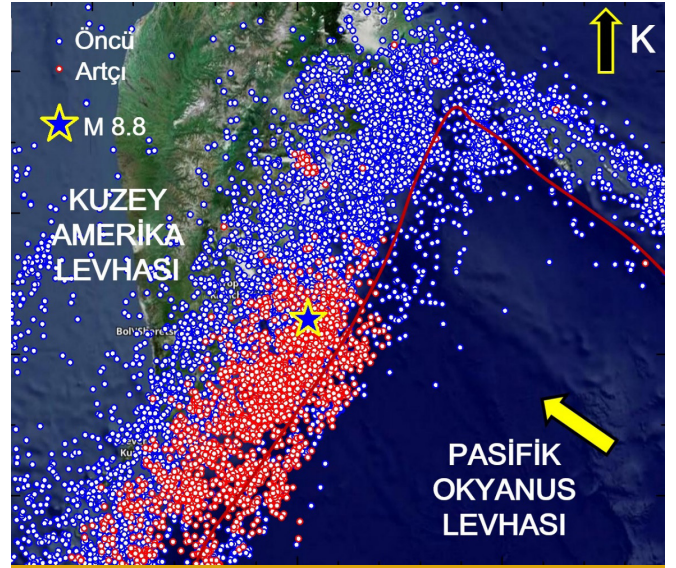 Öncü
Artçı
M 8.8
K
KUZEY
AMERİKA
LEVHASI
PASİFİK
OKYANUS
LEVHASI